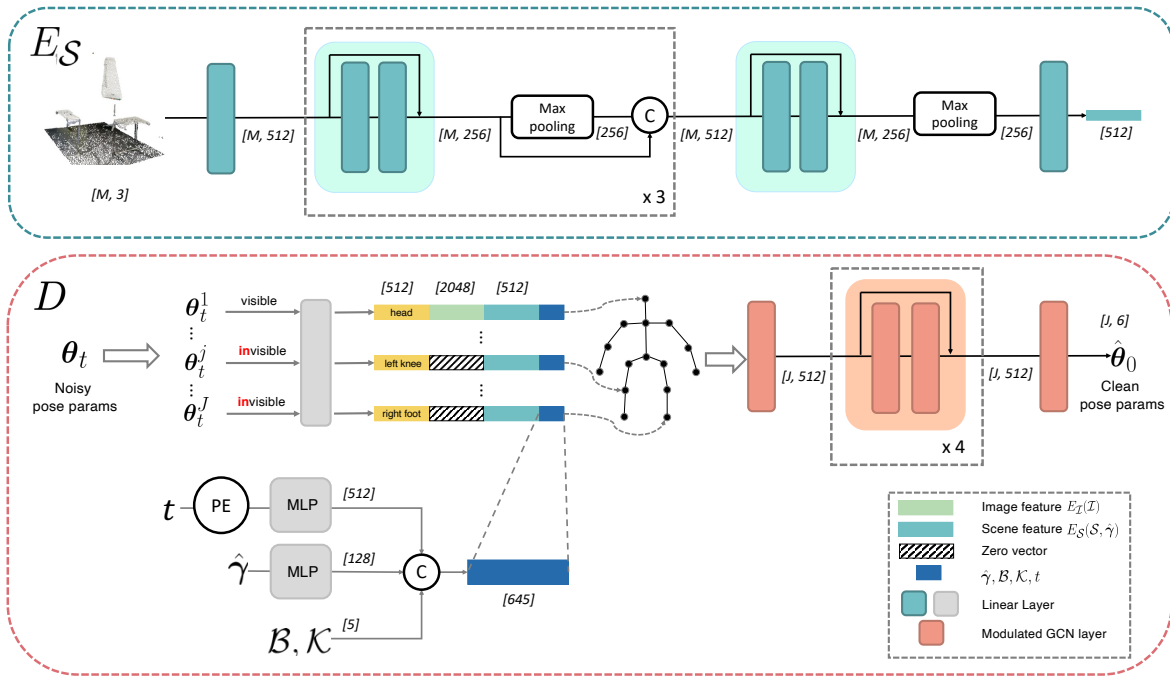 E_S
[M, 3]
[M, 512]
[M, 256]
Max
pooling
[256]
C
x 3
[M, 512]
[M, 256]
Max
pooling
[256]
[512]
D
θ_t
Noisy
pose params
θ_t^1
⋮
θ_t^j
⋮
θ_t^J
visible
invisible
invisible
[512] [2048] [512]
head
⋮
left knee
⋮
right foot
[J, 512]
x 4
[J, 512]
[J, 6]
θ̂_0
Clean
pose params
t
PE
MLP
[512]
γ̂
MLP
[128]
C
[645]
B, K
[5]
Image feature E_I(I)
Scene feature E_S(S, γ̂)
Zero vector
γ̂, B, K, t
Linear Layer
Modulated GCN layer